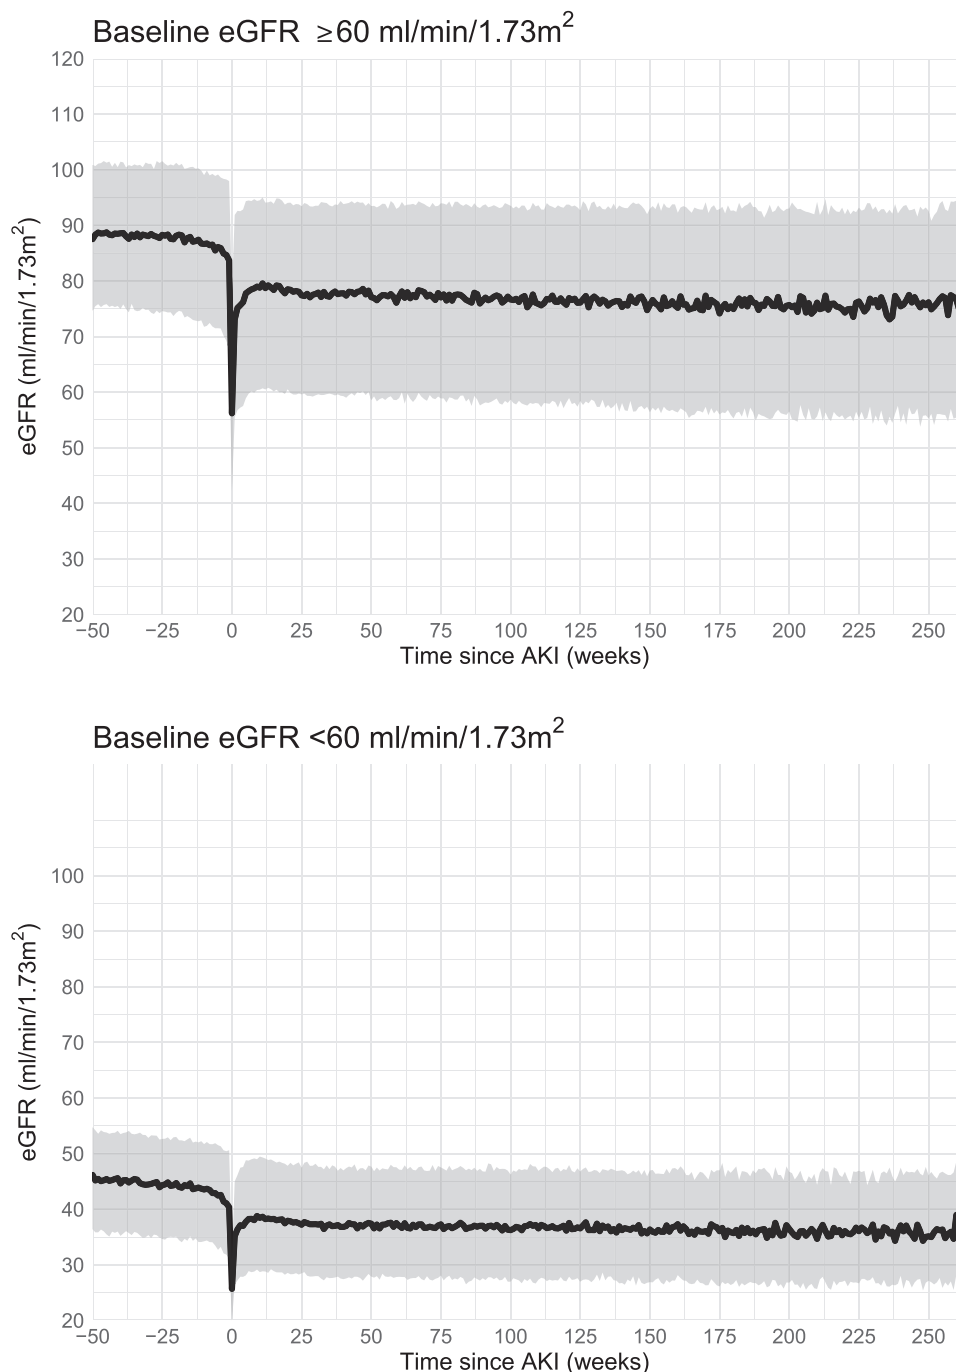 Baseline eGFR ≥60 ml/min/1.73m²
120
110
100
90
80
70
60
50
40
30
20
eGFR (ml/min/1.73m²)
−50 −25 0 25 50 75 100 125 150 175 200 225 250
Time since AKI (weeks)
Baseline eGFR <60 ml/min/1.73m²
100
90
80
70
60
50
40
30
20
eGFR (ml/min/1.73m²)
−50 −25 0 25 50 75 100 125 150 175 200 225 250
Time since AKI (weeks)